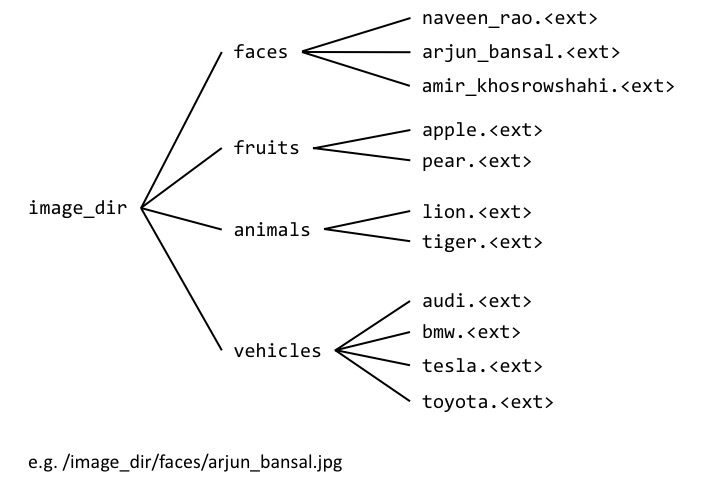 naveen_rao.<ext>
faces
arjun_bansal.<ext>
amir_khosrowshahi.<ext>
apple.<ext>
fruits
pear.<ext>
image_dir
lion.<ext>
animals
tiger.<ext>
audi.<ext>
bmw.<ext>
vehicles
tesla.<ext>
toyota.<ext>
e.g. /image_dir/faces/arjun_bansal.jpg